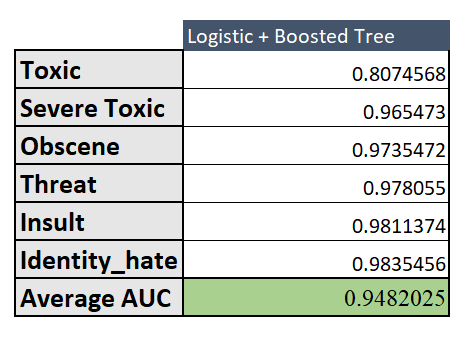 Logistic + Boosted Tree
Toxic 0.8074568
Severe Toxic 0.965473
Obscene 0.9735472
Threat 0.978055
Insult 0.9811374
Identity_hate 0.9835456
Average AUC 0.9482025